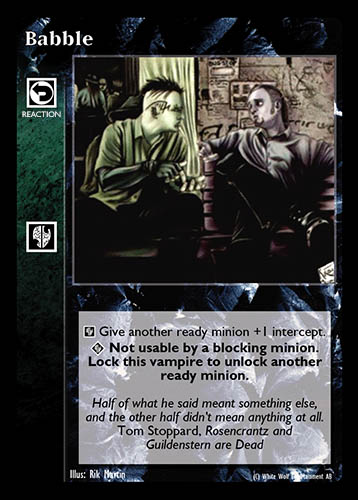 Babble
REACTION
Give another ready minion +1 intercept.
Not usable by a blocking minion.
Lock this vampire to unlock another
ready minion.
Half of what he said meant something else,
and the other half didn't mean anything at all.
Tom Stoppard, Rosencrantz and
Guildenstern are Dead
Illus: Rik Martin
(C) White Wolf Entertainment AB